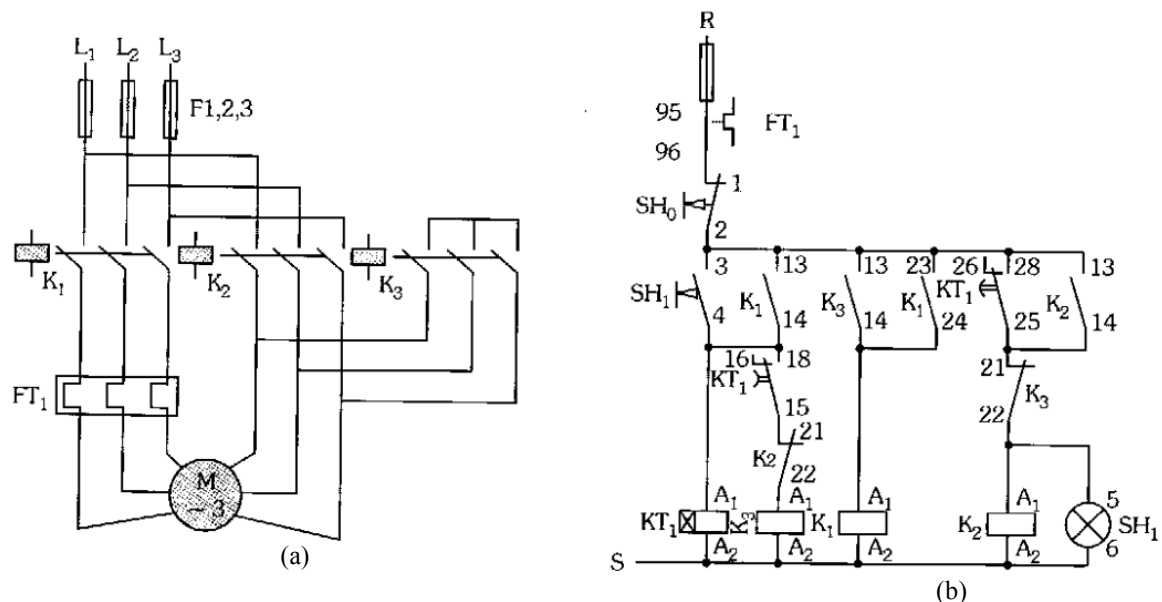 L1 L2 L3
F1,2,3
K1 K2 K3
FT1
M
~ 3
(a)
R
95
FT1
96
1
SH0
2
3 13 13 23 26 28 13
SH1 K1 K3 K1 KT1 K2
4 14 14 24 25 14
16 18 21
KT1 K3
15 22
21
K2
22
A1 A1 A1 A1 5
KT1 K3 K1 K2 SH1
A2 A2 A2 A2 6
S
(b)